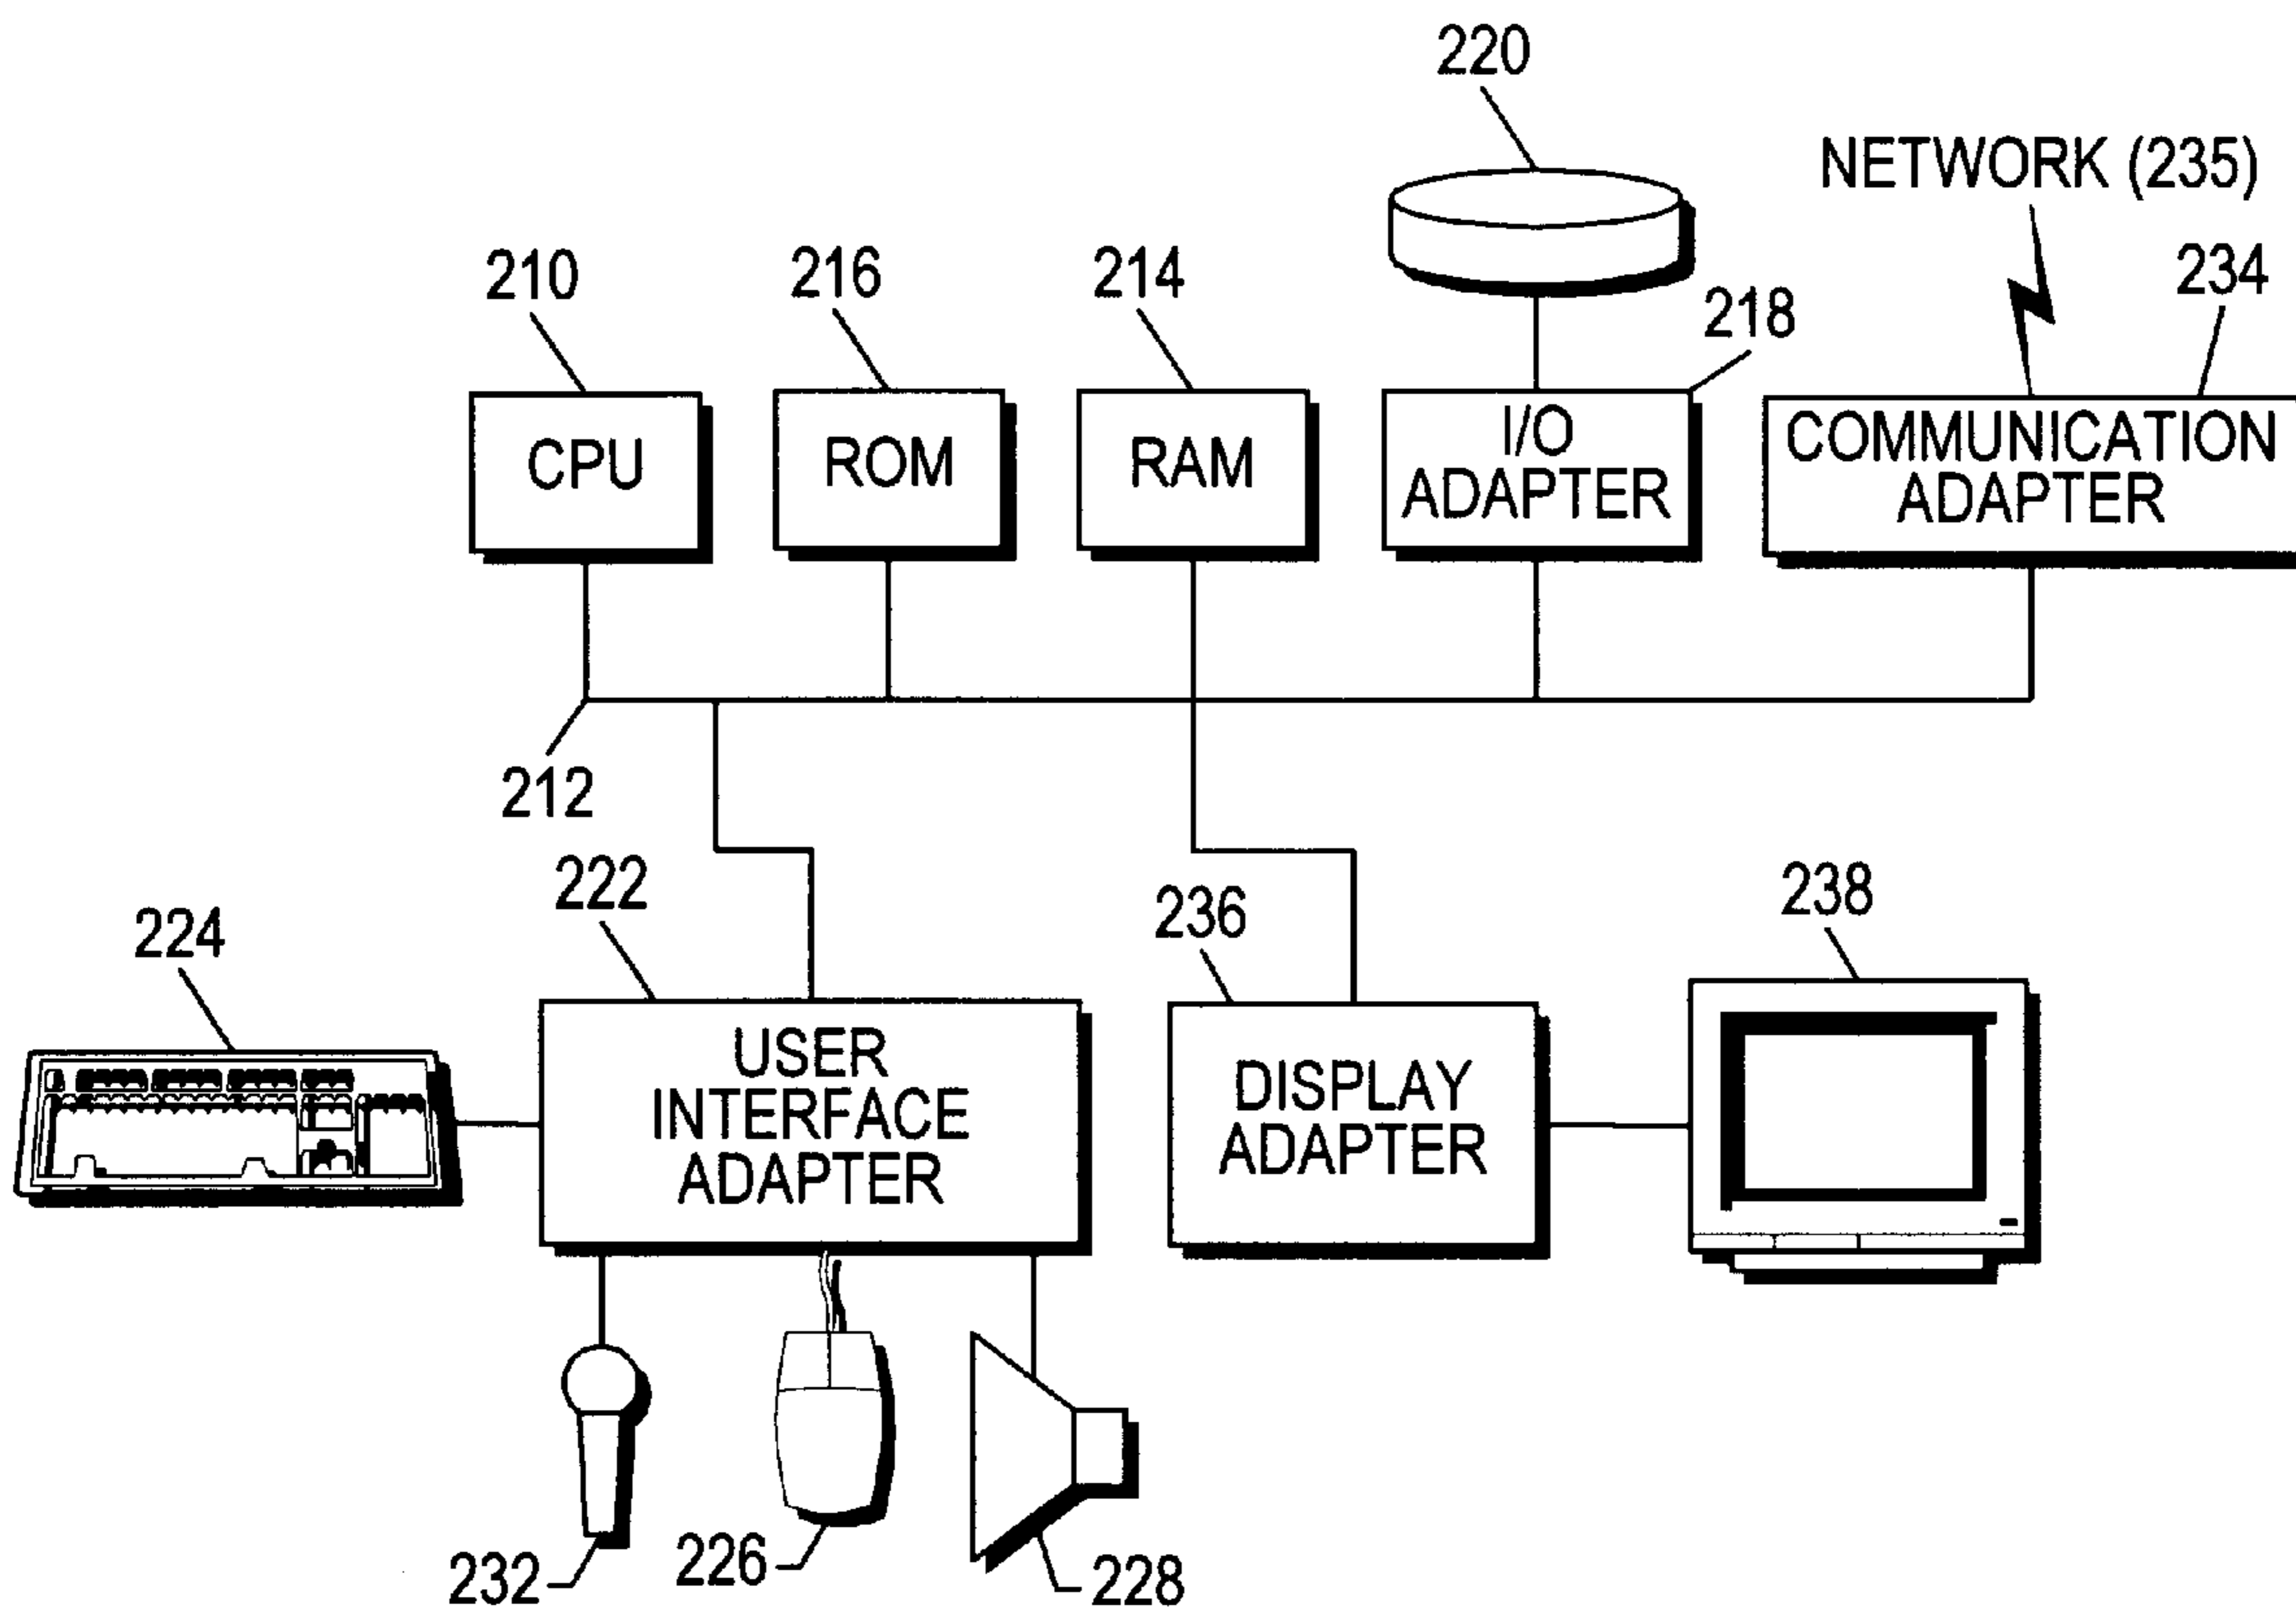 220
NETWORK (235)
210
216
214
218
234
CPU
ROM
RAM
I/O
ADAPTER
COMMUNICATION
ADAPTER
212
222
236
238
224
USER
INTERFACE
ADAPTER
DISPLAY
ADAPTER
232
226
228